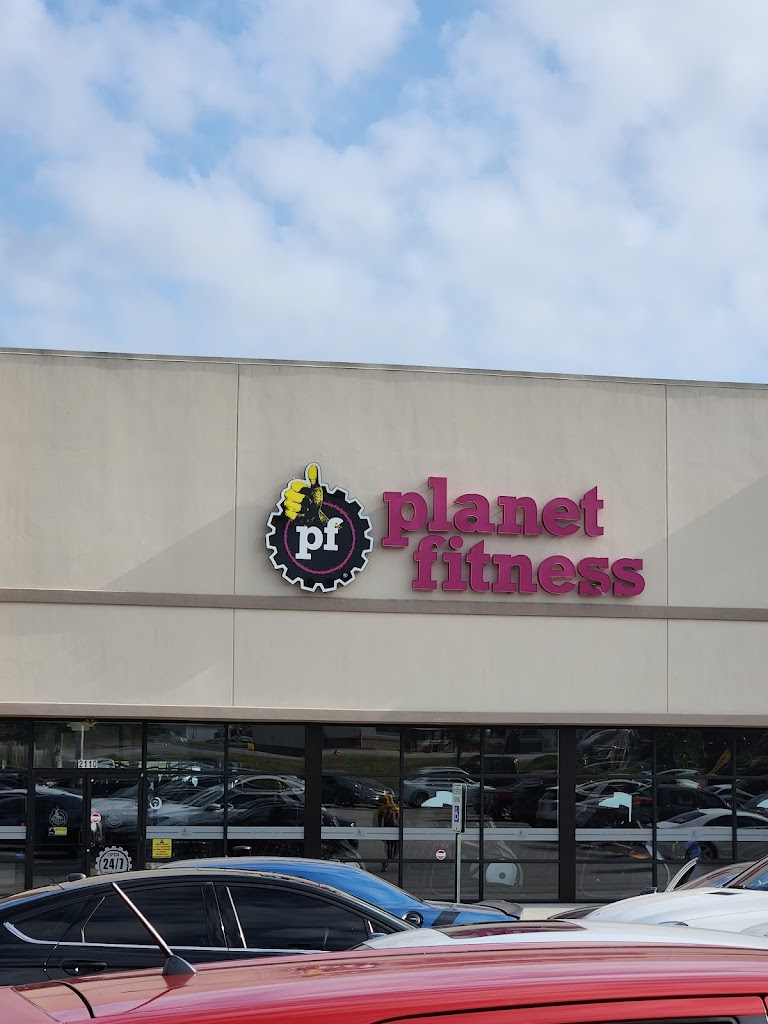 pf
planet
fitness
2110
24/7